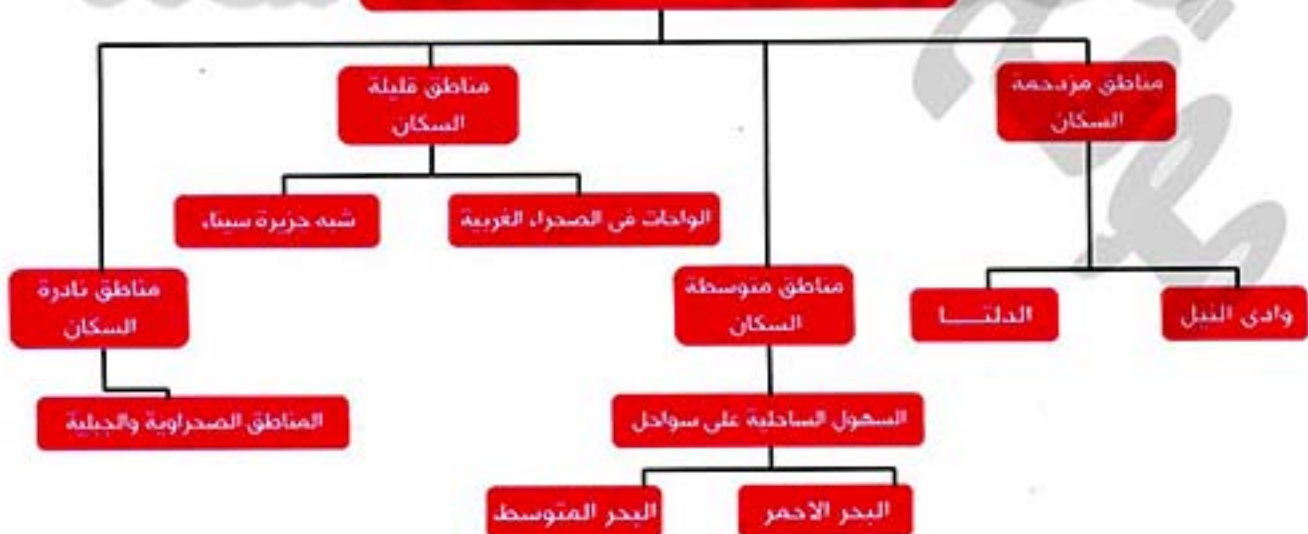 مناطق مزدحمة
السكان
وادى النيل
الدلتـــــا
مناطق متوسطة
السكان
السهول الساحلية على سواحل
البحر الاحمر
البحر المتوسط
مناطق قليلة
السكان
الواحات فى الصحراء الغربية
شبه جزيرة سيناء
مناطق نادرة
السكان
المناطق الصحراوية والجبلية